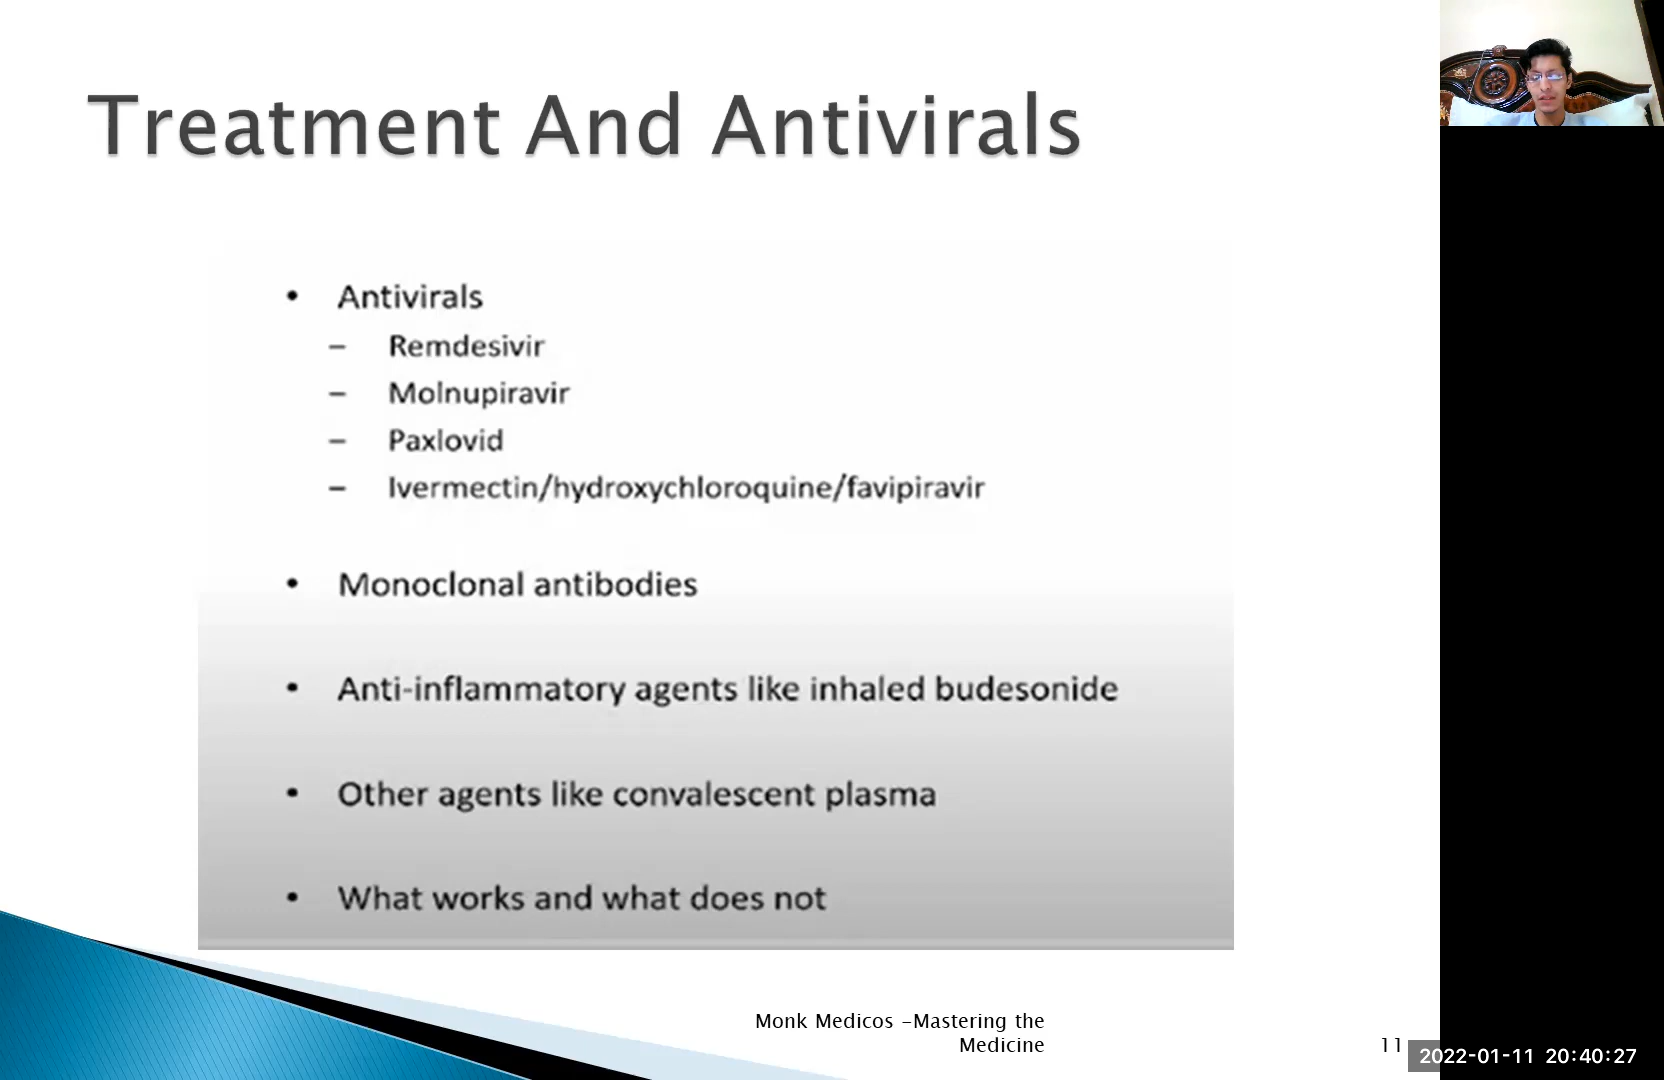 Treatment And Antivirals
• Antivirals
– Remdesivir
– Molnupiravir
– Paxlovid
– Ivermectin/hydroxychloroquine/favipiravir
• Monoclonal antibodies
• Anti-inflammatory agents like inhaled budesonide
• Other agents like convalescent plasma
• What works and what does not
Monk Medicos -Mastering the
Medicine
11
2022-01-11 20:40:27